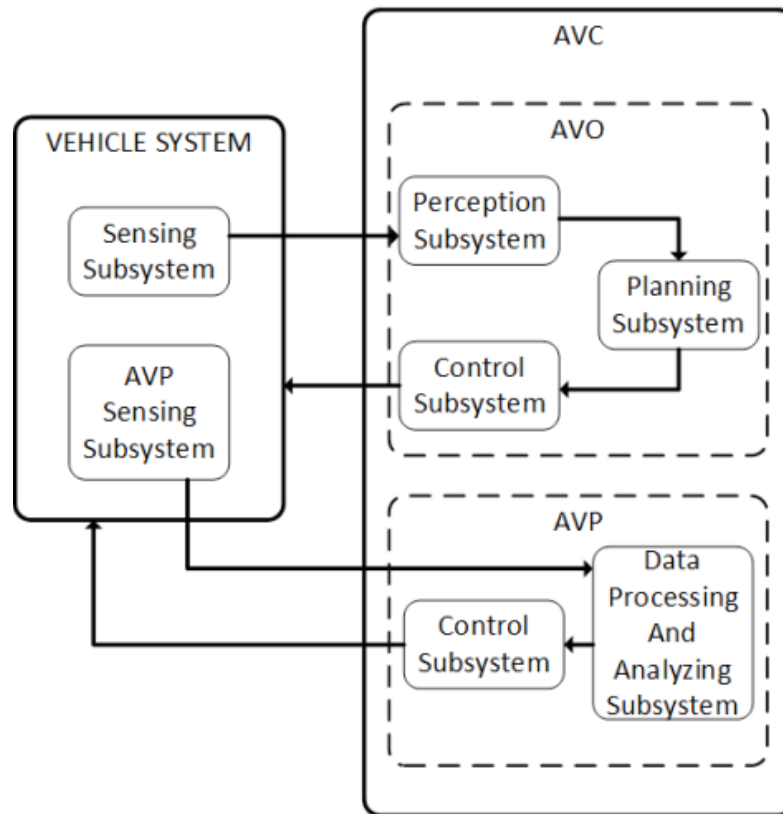 AVC
AVO
VEHICLE SYSTEM
Sensing
Subsystem
Perception
Subsystem
Planning
Subsystem
Control
Subsystem
AVP
Sensing
Subsystem
AVP
Data
Processing
And
Analyzing
Subsystem
Control
Subsystem